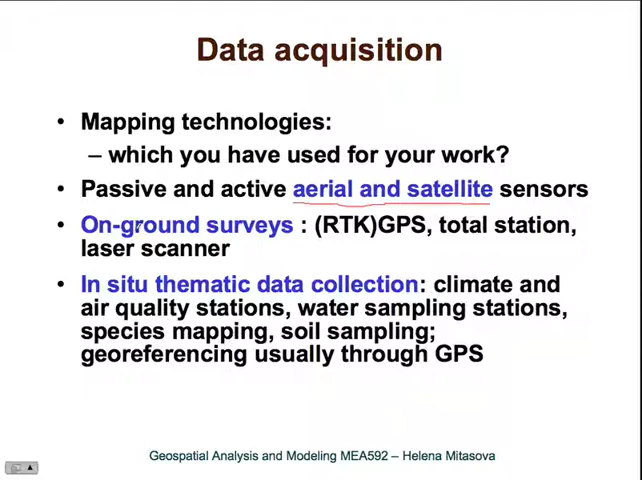 Data acquisition
• Mapping technologies:
– which you have used for your work?
• Passive and active aerial and satellite sensors
• On-ground surveys : (RTK)GPS, total station,
laser scanner
• In situ thematic data collection: climate and
air quality stations, water sampling stations,
species mapping, soil sampling;
georeferencing usually through GPS
Geospatial Analysis and Modeling MEA592 – Helena Mitasova